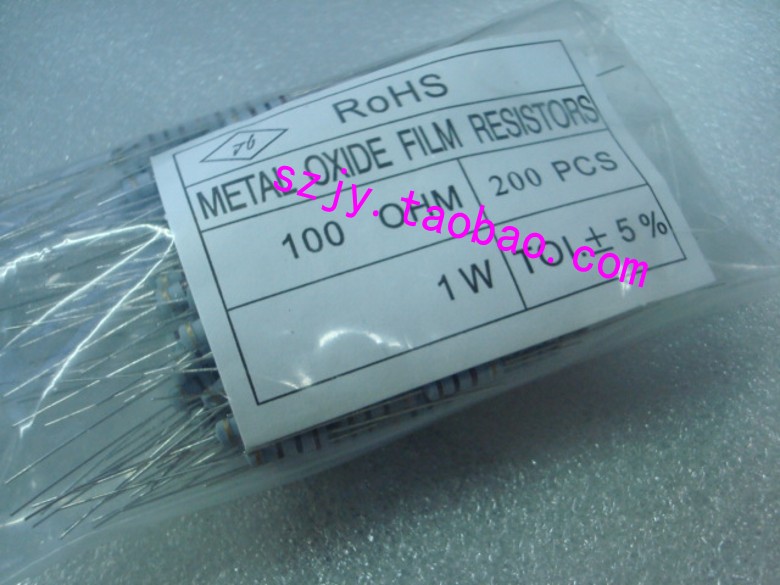 RoHS
METAL OXIDE FILM RESISTORS
100 OHM
200 PCS
1W
TOL ± 5%
szjy.taobao.com